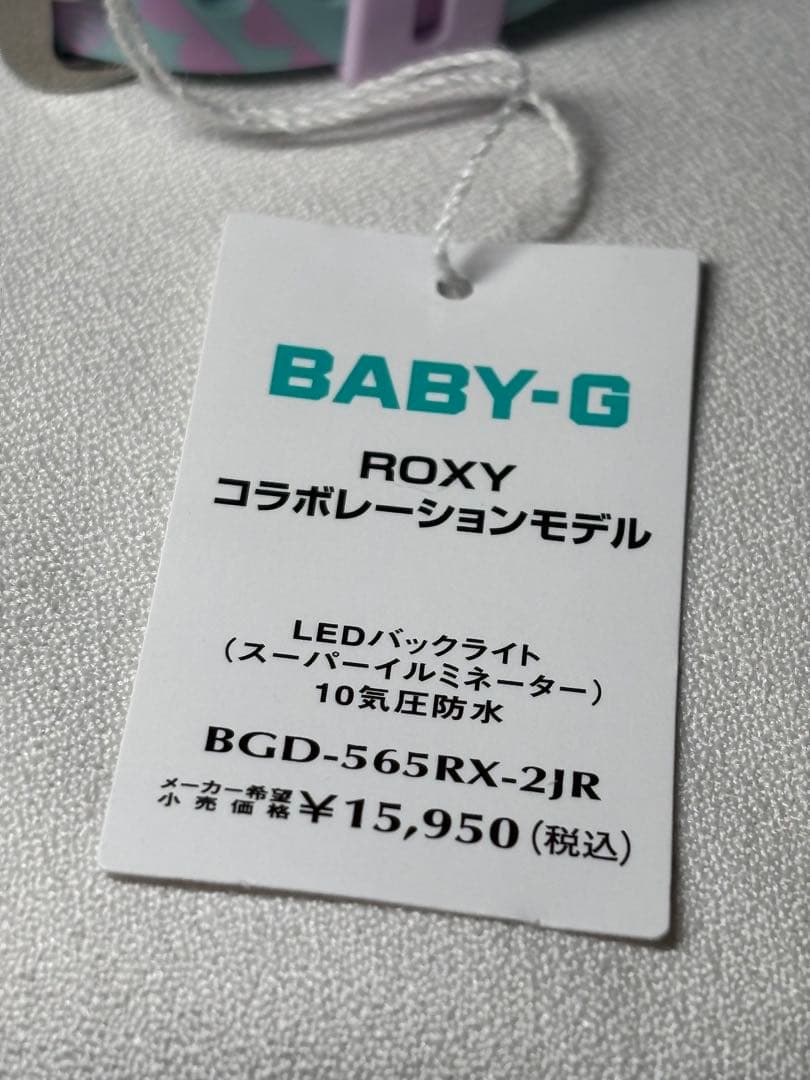 BABY-G
ROXY
コラボレーションモデル
LEDバックライト
（スーパーイルミネーター）
10気圧防水
BGD-565RX-2JR
メーカー希望
小売価格 ￥15,950（税込）